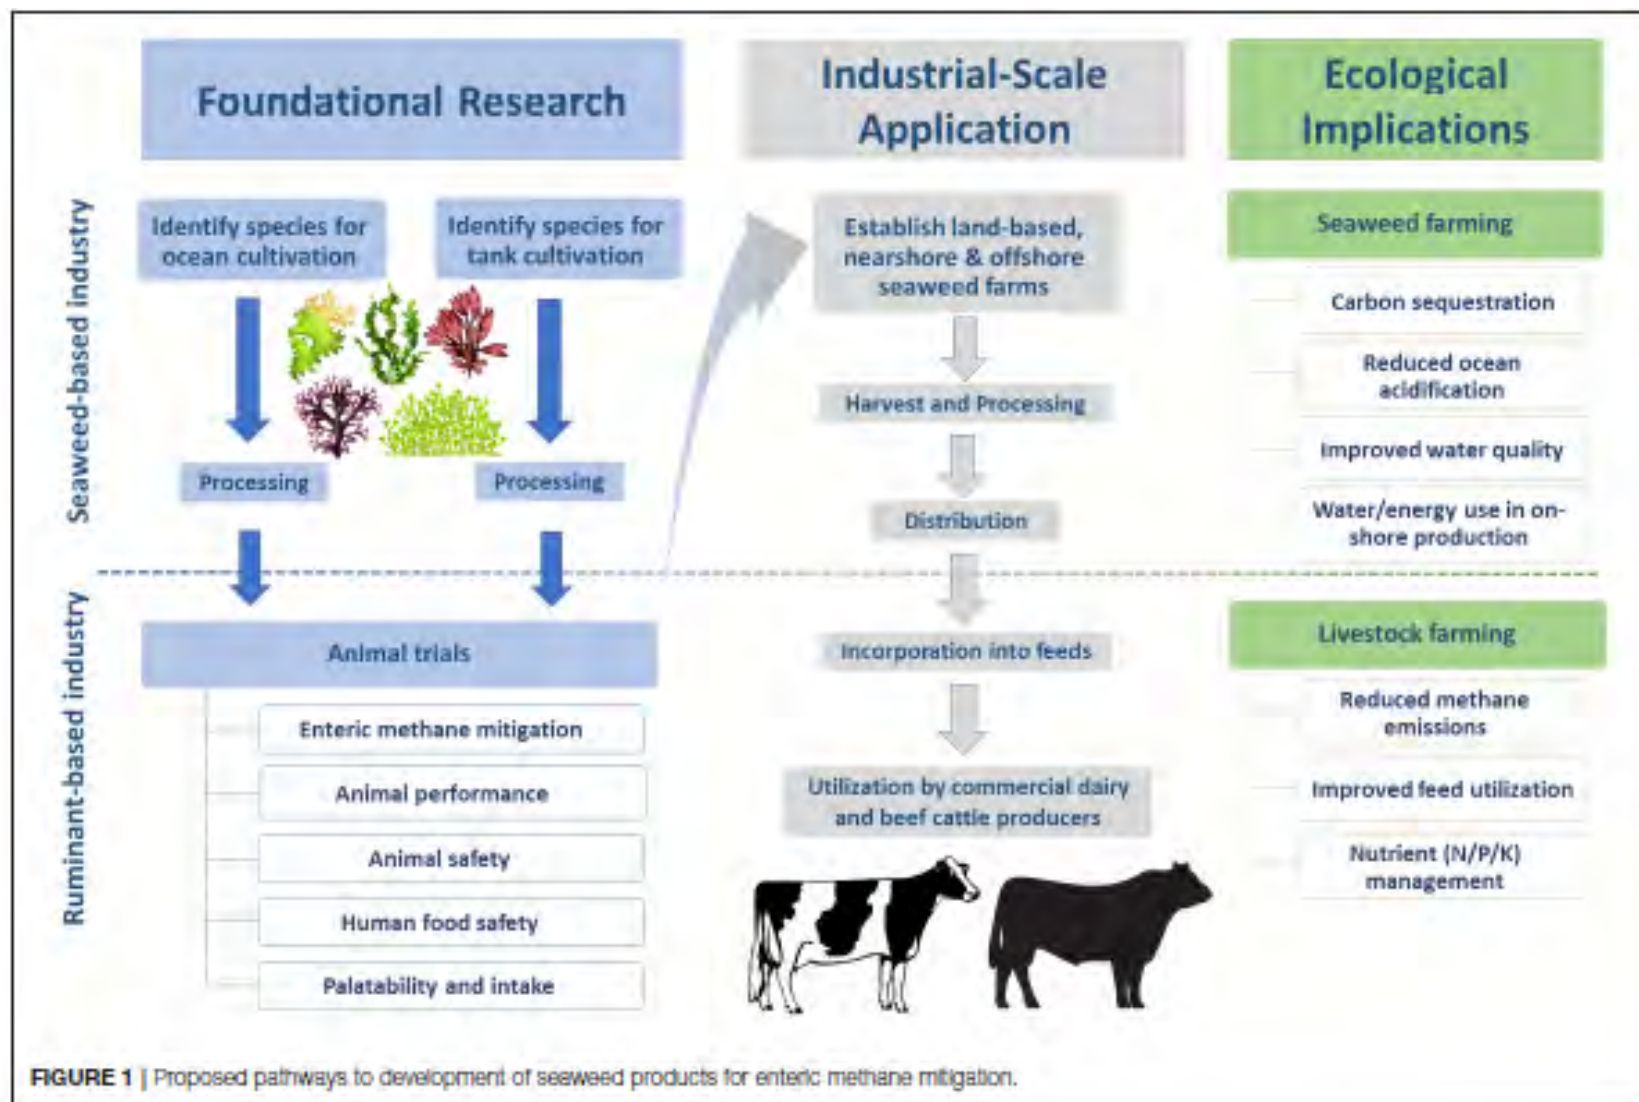 Foundational Research
Industrial-Scale
Application
Ecological
Implications
Seaweed-based industry
Identify species for
ocean cultivation
Identify species for
tank cultivation
Processing
Processing
Establish land-based,
nearshore & offshore
seaweed farms
Harvest and Processing
Distribution
Seaweed farming
Carbon sequestration
Reduced ocean
acidification
Improved water quality
Water/energy use in on-
shore production
Ruminant-based industry
Animal trials
Enteric methane mitigation
Animal performance
Animal safety
Human food safety
Palatability and intake
Incorporation into feeds
Utilization by commercial dairy
and beef cattle producers
Livestock farming
Reduced methane
emissions
Improved feed utilization
Nutrient (N/P/K)
management
FIGURE 1 | Proposed pathways to development of seaweed products for enteric methane mitigation.